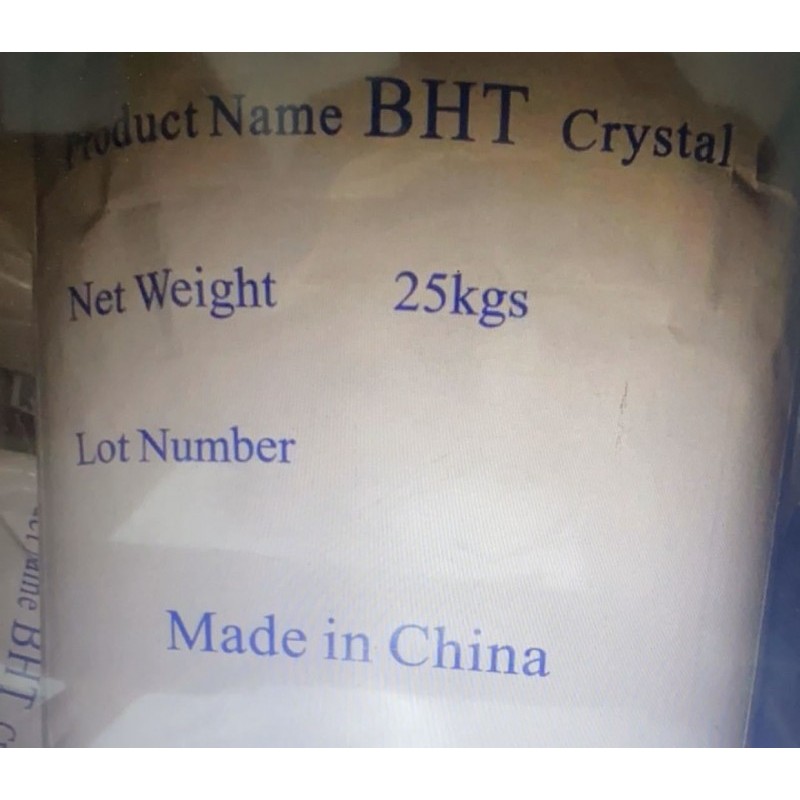 Product Name BHT Crystal
Net Weight 25kgs
Lot Number
Made in China
BHT